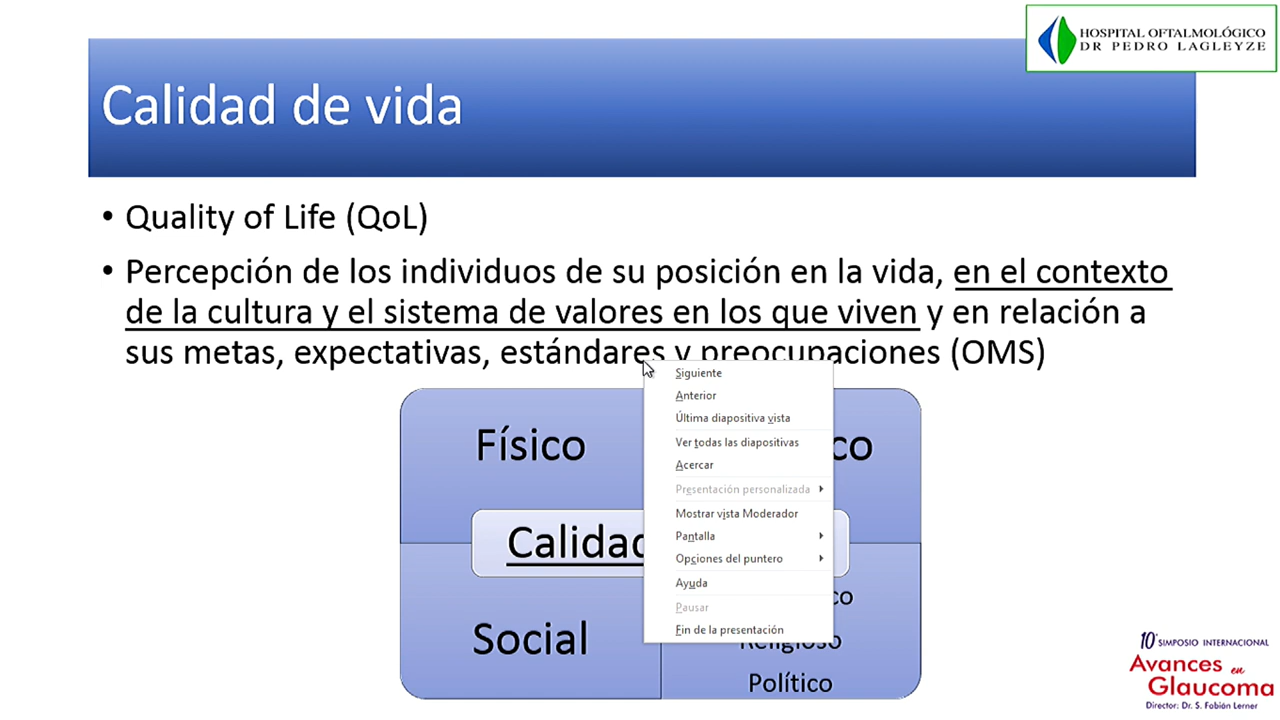 HOSPITAL OFTALMOLÓGICO
DR PEDRO LAGLEYZE
Calidad de vida
• Quality of Life (QoL)
• Percepción de los individuos de su posición en la vida, en el contexto
de la cultura y el sistema de valores en los que viven y en relación a
sus metas, expectativas, estándares y preocupaciones (OMS)
Siguiente
Anterior
Última diapositiva vista
Ver todas las diapositivas
Acercar
Presentación personalizada
Mostrar vista Moderador
Pantalla
Opciones del puntero
Ayuda
Pausar
Fin de la presentación
Físico
Calidad
Social
Religioso
Político
10° SIMPOSIO INTERNACIONAL
Avances en
Glaucoma
Director: Dr. S. Fabián Lerner